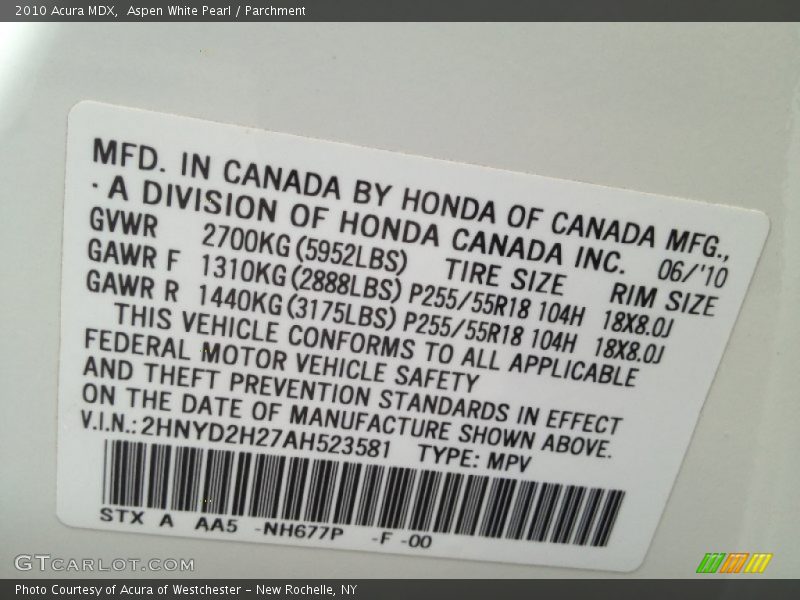 2010 Acura MDX,  Aspen White Pearl / Parchment
MFD. IN CANADA BY HONDA OF CANADA MFG.,
· A DIVISION OF HONDA CANADA INC.  06/'10
GVWR  2700KG (5952LBS)  TIRE SIZE  RIM SIZE
GAWR F  1310KG (2888LBS) P255/55R18 104H  18X8.0J
GAWR R  1440KG (3175LBS) P255/55R18 104H  18X8.0J
THIS VEHICLE CONFORMS TO ALL APPLICABLE
FEDERAL MOTOR VEHICLE SAFETY
AND THEFT PREVENTION STANDARDS IN EFFECT
ON THE DATE OF MANUFACTURE SHOWN ABOVE.
V.I.N.: 2HNYD2H27AH523581  TYPE: MPV
STX  A  AA5  -NH677P  -F -00
GTCARLOT.COM
Photo Courtesy of Acura of Westchester – New Rochelle, NY